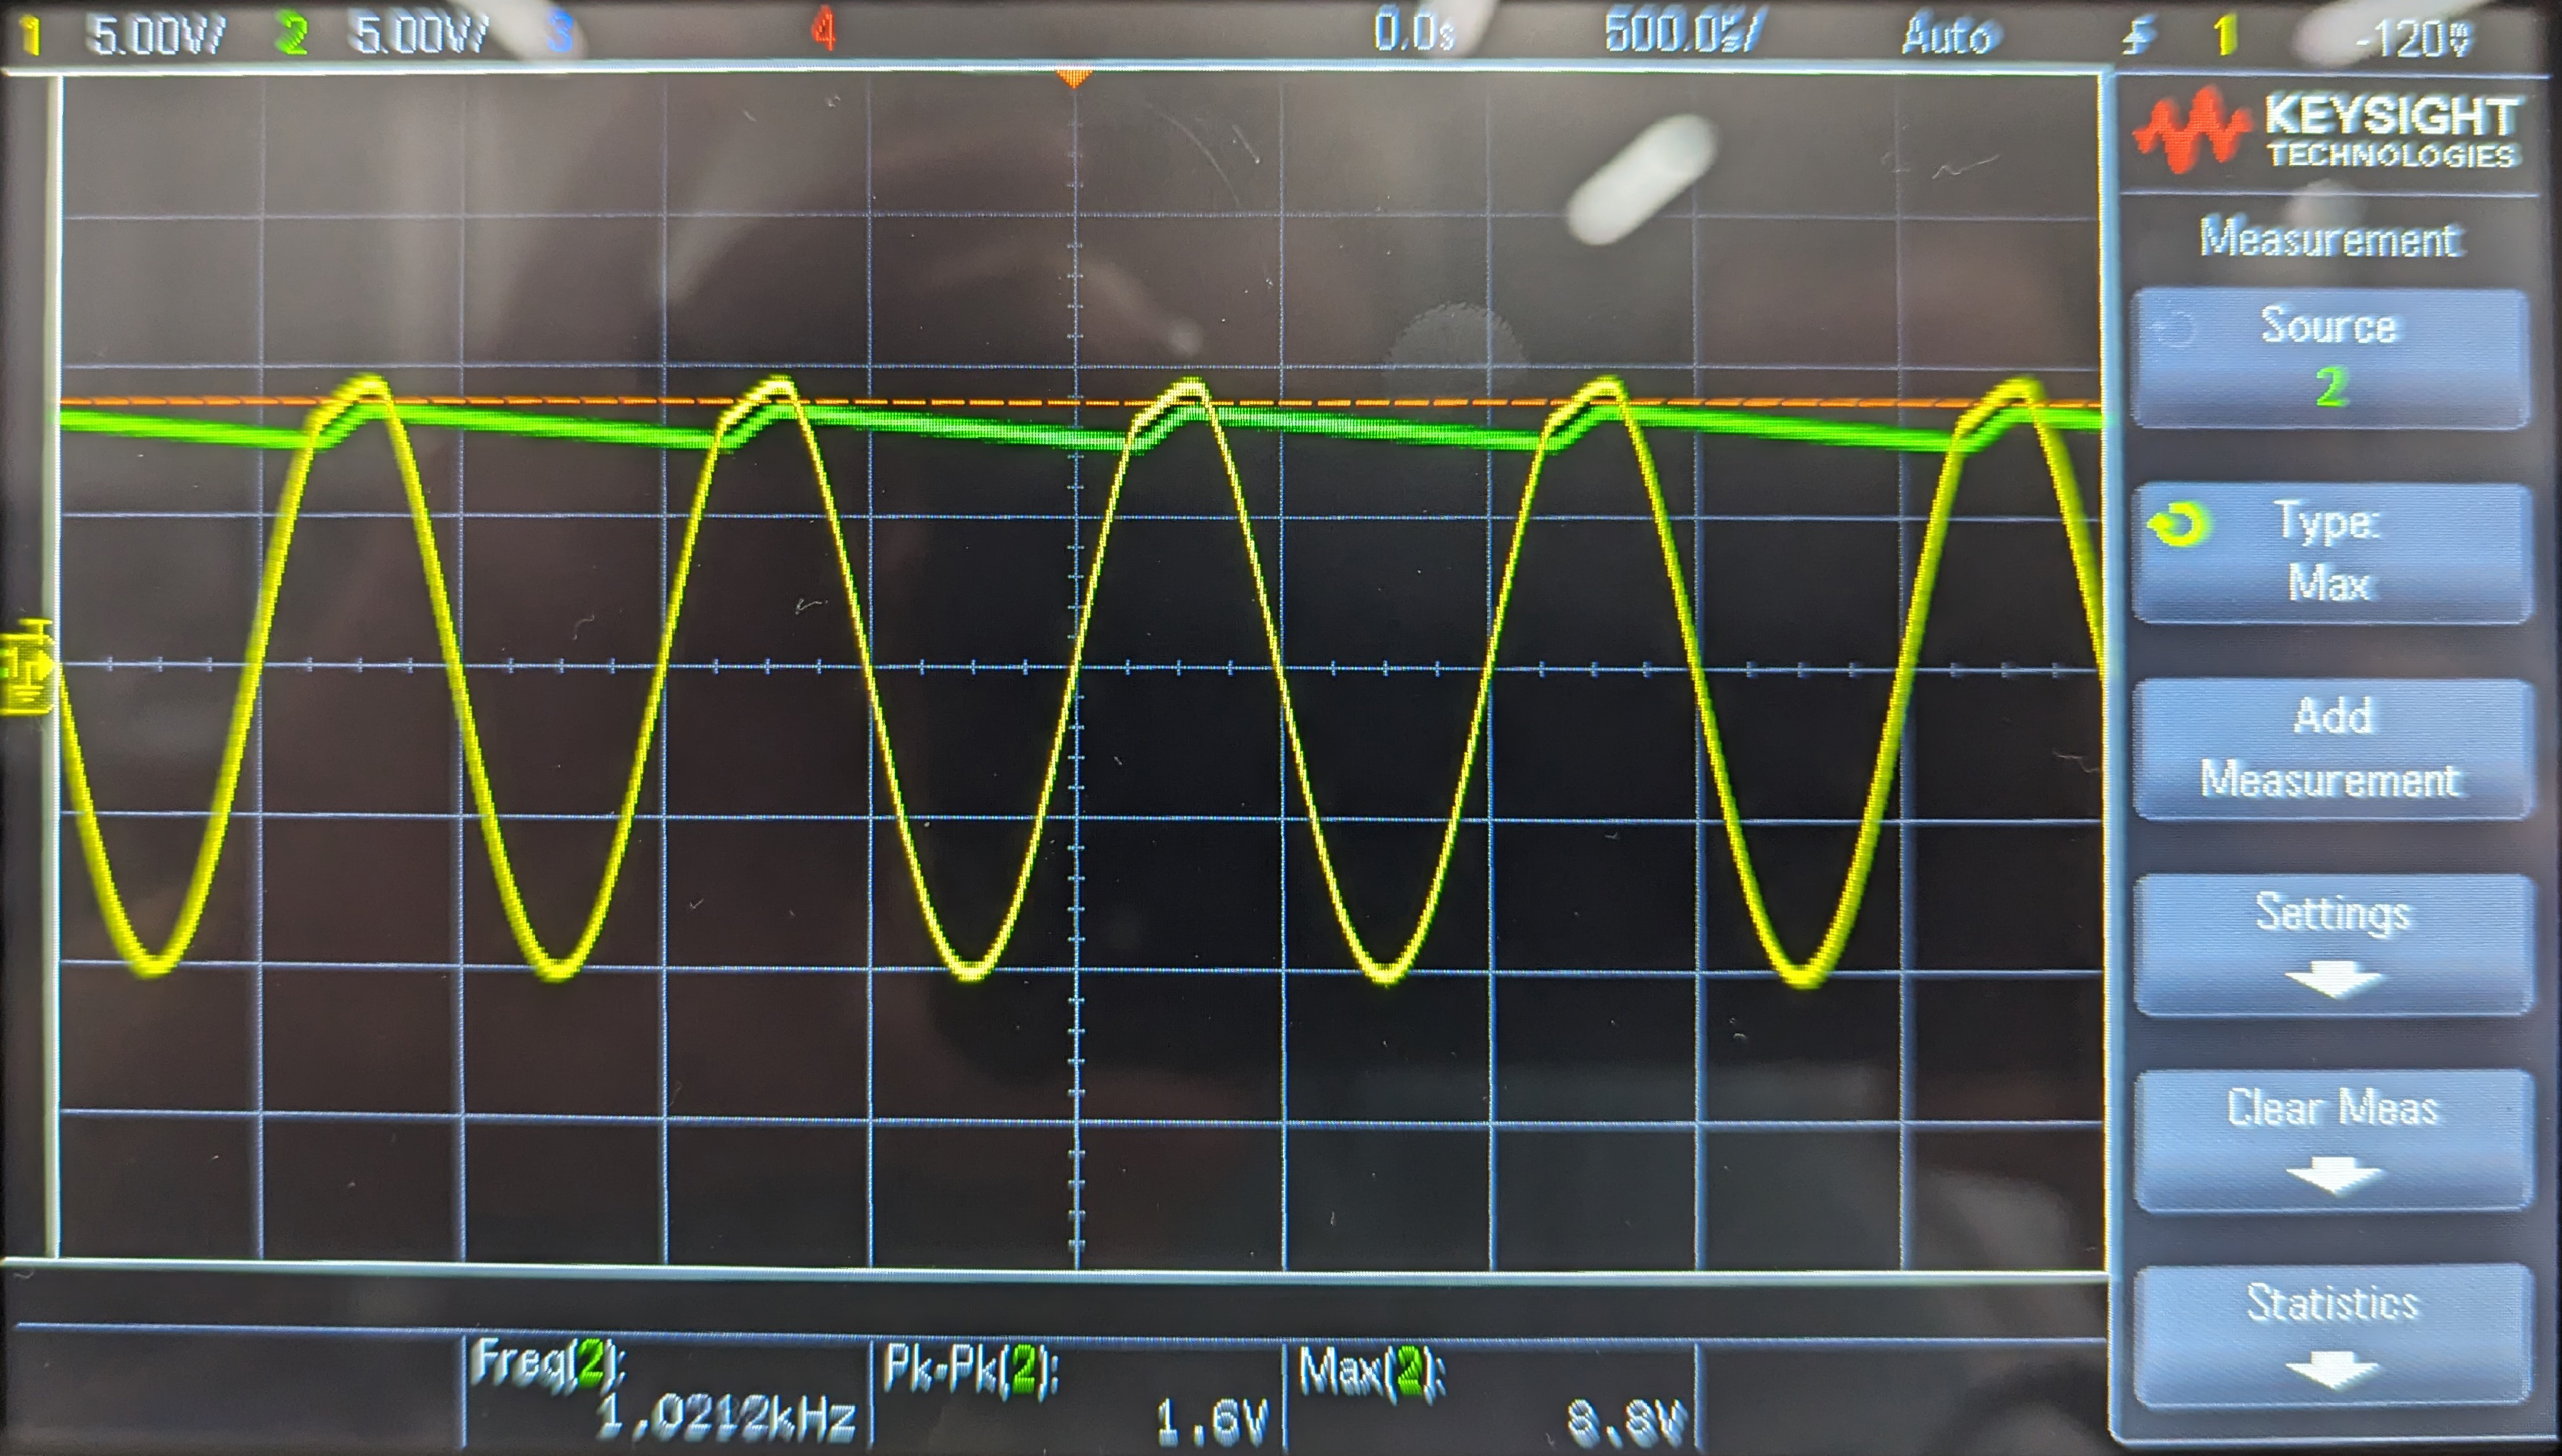 1 5.00V/ 2 5.00V/ 3 4 0.0s 500.0µs/ Auto 1 -120mV
KEYSIGHT
TECHNOLOGIES
Measurement
Source
2
Type:
Max
Add
Measurement
Settings
Clear Meas
Statistics
Freq(2):
1.0212kHz
Pk-Pk(2):
1.6V
Max(2):
8.8V